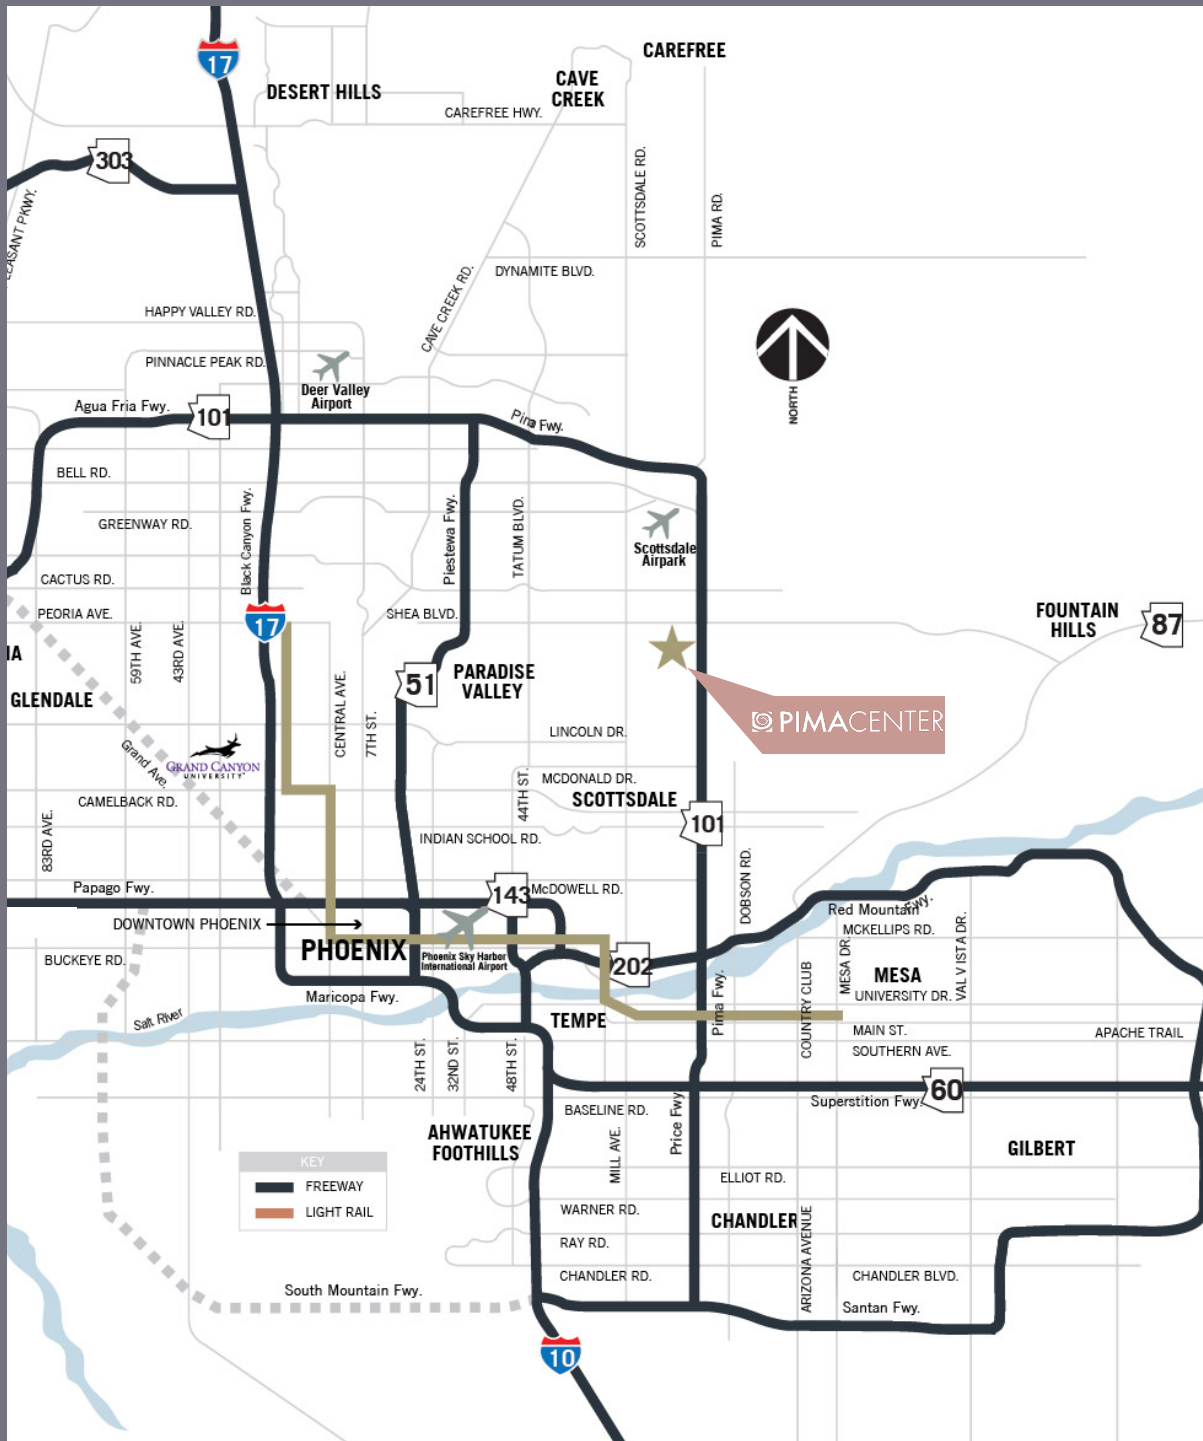 CAREFREE
17
CAVE
CREEK
DESERT HILLS
CAREFREE HWY.
303
SCOTTSDALE RD.
PIMA RD.
LEASANT PKWY.
DYNAMITE BLVD.
CAVE CREEK RD.
HAPPY VALLEY RD.
PINNACLE PEAK RD.
Deer Valley
Airport
NORTH
Agua Fria Fwy.
101
Fwy.
BELL RD.
Black Canyon Fwy.
Piestewa Fwy.
TATUM BLVD.
GREENWAY RD.
Scottsdale
Airpark
CACTUS RD.
PEORIA AVE.
SHEA BLVD.
17
FOUNTAIN
HILLS
87
59TH AVE.
43RD AVE.
IA
GLENDALE
51
PARADISE
VALLEY
CENTRAL AVE.
7TH ST.
PIMACENTER
LINCOLN DR.
Grand Ave.
GRAND CANYON
UNIVERSITY
MCDONALD DR.
44TH ST.
SCOTTSDALE
CAMELBACK RD.
83RD AVE.
101
INDIAN SCHOOL RD.
DOBSON RD.
Papago Fwy.
143
McDOWELL RD.
Red Mountain
Fwy.
DOWNTOWN PHOENIX
MCKELLIPS RD.
PHOENIX
Phoenix Sky Harbor
International Airport
BUCKEYE RD.
202
MESA DR.
VAL V IST A DR.
MESA
UNIVERSITY DR.
COUNTRY CLUB
Maricopa Fwy.
Pima Fwy.
Salt River
TEMPE
MAIN ST.
APACHE TRAIL
SOUTHERN AVE.
24TH ST.
32ND ST.
48TH ST.
60
Superstition Fwy.
BASELINE RD.
Price Fwy.
MILL AVE.
AHWATUKEE
FOOTHILLS
GILBERT
KEY
FREEWAY
LIGHT RAIL
ELLIOT RD.
WARNER RD.
CHANDLER
RAY RD.
ARIZONA AVENUE
CHANDLER RD.
CHANDLER BLVD.
South Mountain Fwy.
Santan Fwy.
10